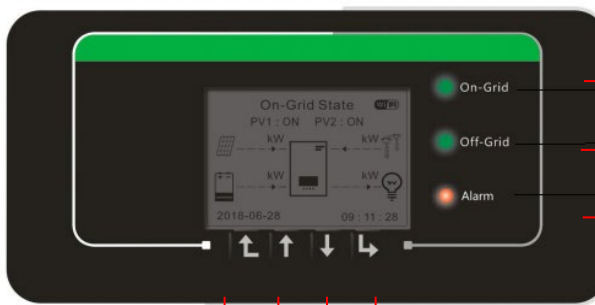 On-Grid State WiFi
PV1 : ON PV2 : ON
kW kW
kW kW
2018-06-28 09 : 11 : 28
On-Grid
Off-Grid
Alarm